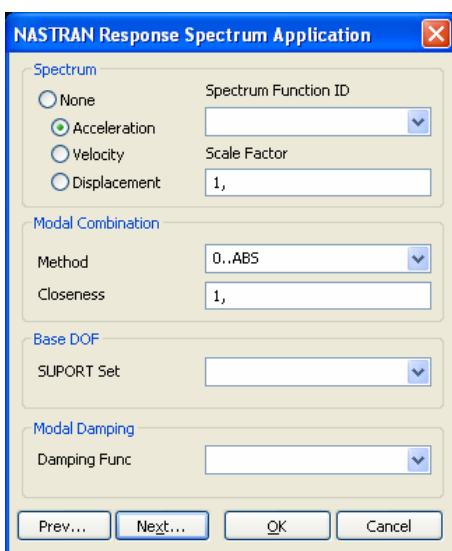 NASTRAN Response Spectrum Application
Spectrum
None
Spectrum Function ID
Acceleration
Velocity
Scale Factor
Displacement
1,
Modal Combination
Method
0..ABS
Closeness
1,
Base DOF
SUPORT Set
Modal Damping
Damping Func
Prev... Next... OK Cancel